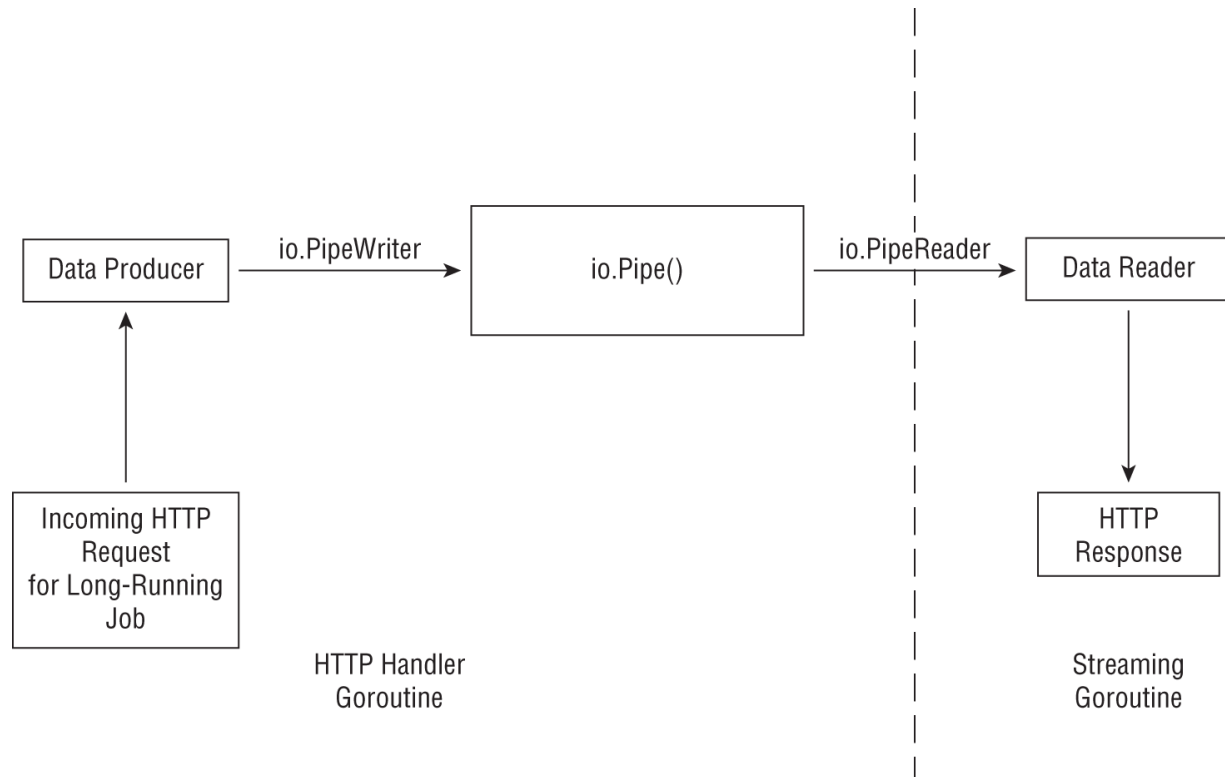 io.PipeWriter
io.PipeReader
Data Producer
io.Pipe()
Data Reader
Incoming HTTP
Request
for Long-Running
Job
HTTP
Response
HTTP Handler
Goroutine
Streaming
Goroutine